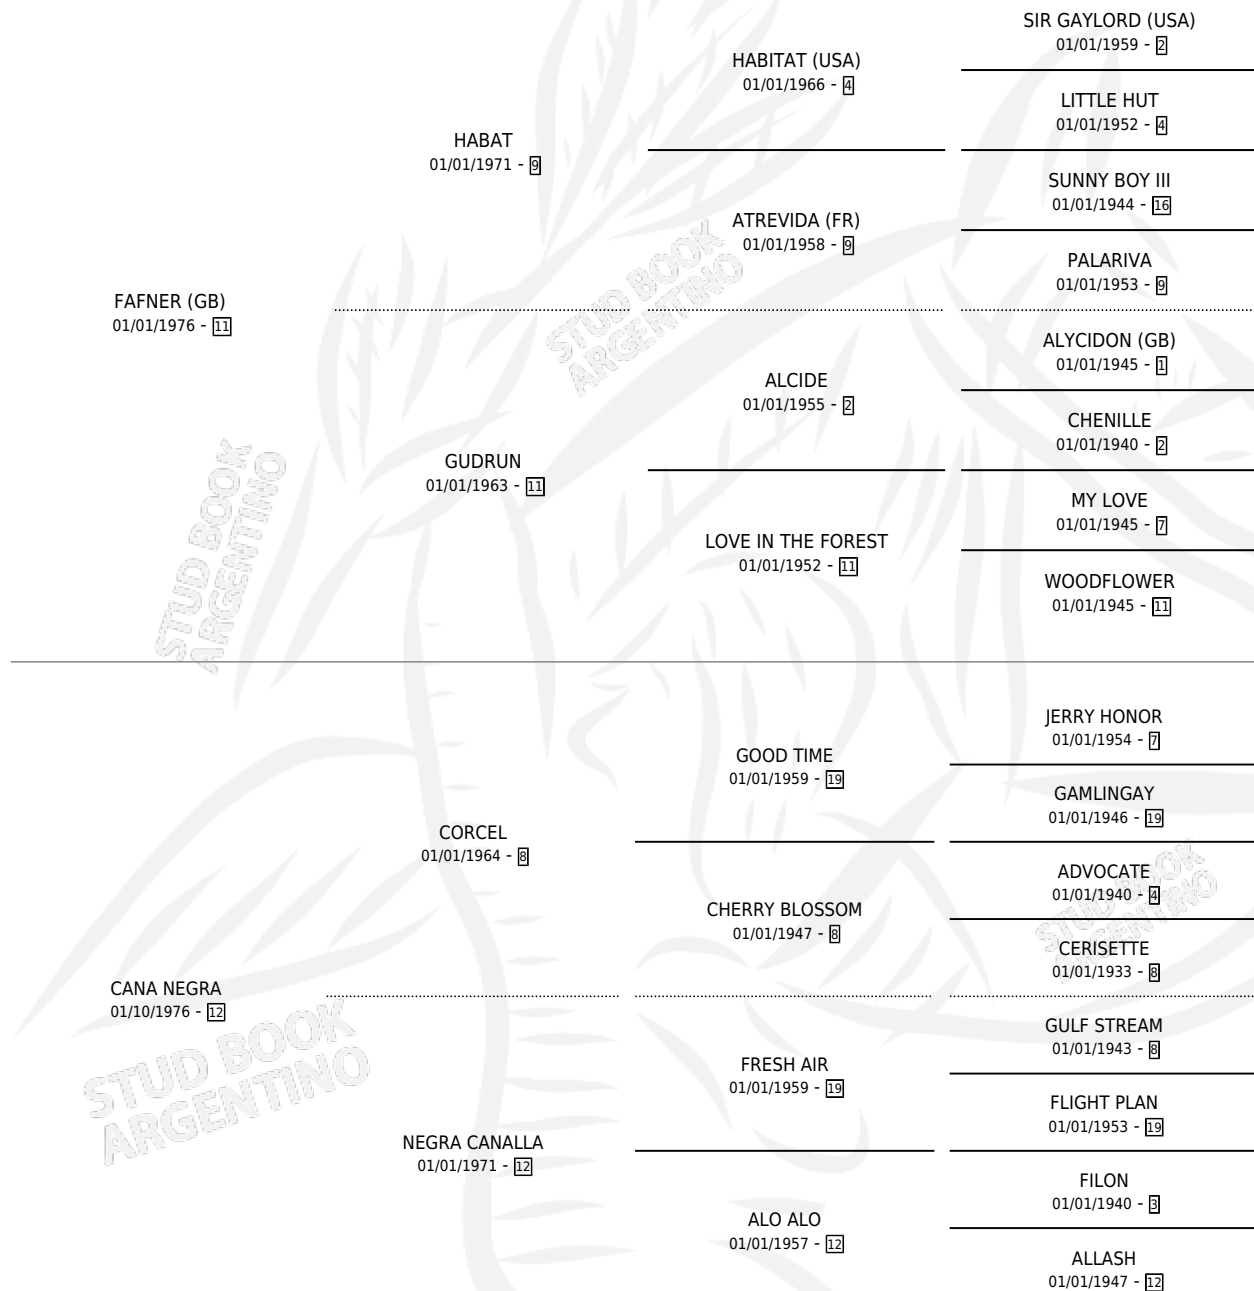 SIR GAYLORD (USA)
01/01/1959 - 2
HABITAT (USA)
01/01/1966 - 4
LITTLE HUT
01/01/1952 - 4
HABAT
01/01/1971 - 9
SUNNY BOY III
01/01/1944 - 16
ATREVIDA (FR)
01/01/1958 - 9
PALARIVA
01/01/1953 - 9
FAFNER (GB)
01/01/1976 - 11
ALYCIDON (GB)
01/01/1945 - 1
ALCIDE
01/01/1955 - 2
CHENILLE
01/01/1940 - 2
GUDRUN
01/01/1963 - 11
MY LOVE
01/01/1945 - 7
LOVE IN THE FOREST
01/01/1952 - 11
WOODFLOWER
01/01/1945 - 11
JERRY HONOR
01/01/1954 - 7
GOOD TIME
01/01/1959 - 19
GAMLINGAY
01/01/1946 - 19
CORCEL
01/01/1964 - 8
ADVOCATE
01/01/1940 - 4
CHERRY BLOSSOM
01/01/1947 - 8
CERISETTE
01/01/1933 - 8
CANA NEGRA
01/10/1976 - 12
GULF STREAM
01/01/1943 - 8
FRESH AIR
01/01/1959 - 19
FLIGHT PLAN
01/01/1953 - 19
NEGRA CANALLA
01/01/1971 - 12
FILON
01/01/1940 - 3
ALO ALO
01/01/1957 - 12
ALLASH
01/01/1947 - 12
STUD BOOK
ARGENTINO
STUD BOOK
ARGENTINO
STUD BOOK
ARGENTINO
STUD BOOK
ARGENTINO